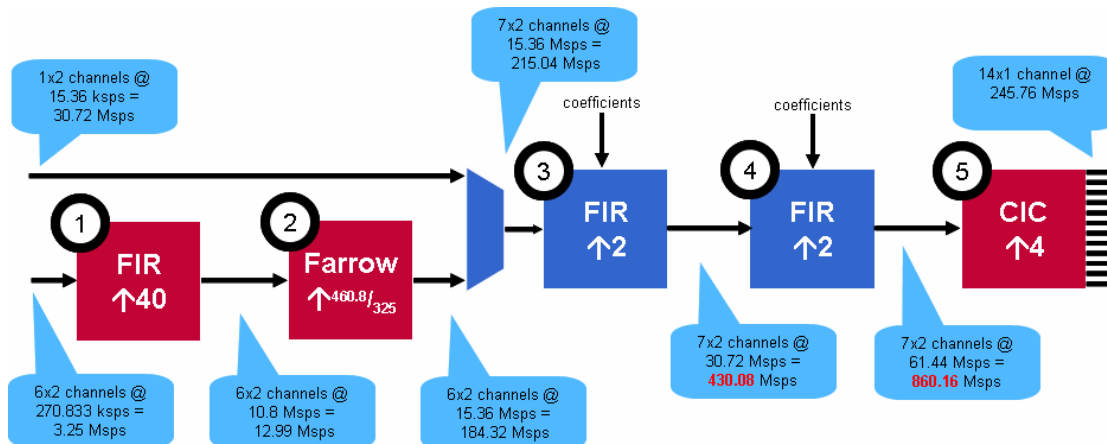 7x2 channels @
15.36 Msps =
215.04 Msps
1x2 channels @
15.36 ksps =
30.72 Msps
14x1 channel @
245.76 Msps
coefficients
coefficients
3
4
5
FIR
↑2
FIR
↑2
CIC
↑4
1
2
FIR
↑40
Farrow
↑460.8/325
6x2 channels @
270.833 ksps =
3.25 Msps
6x2 channels @
10.8 Msps =
12.99 Msps
6x2 channels @
15.36 Msps =
184.32 Msps
7x2 channels @
30.72 Msps =
430.08 Msps
7x2 channels @
61.44 Msps =
860.16 Msps